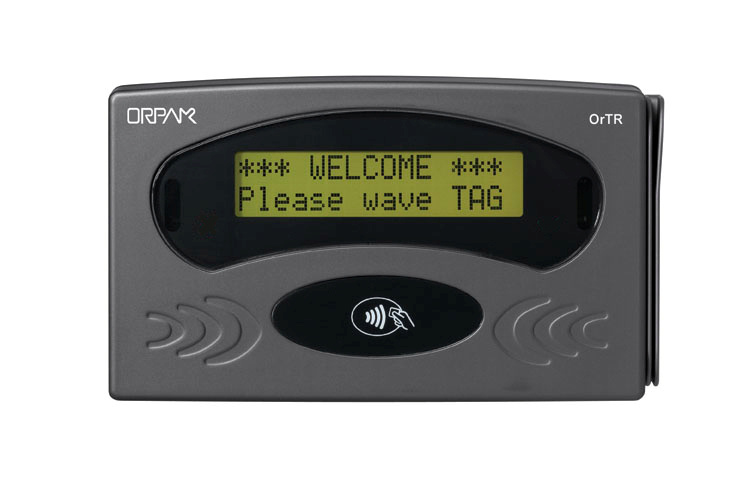 ORPAK OrTR
*** WELCOME ***
Please wave TAG